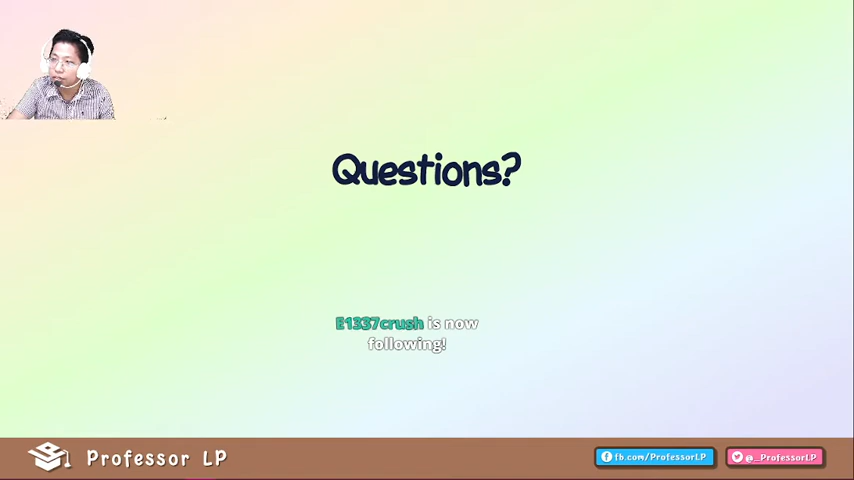 Questions?
E1337crush is now
following!
Professor LP
fb.com/ProfessorLP
@_ProfessorLP